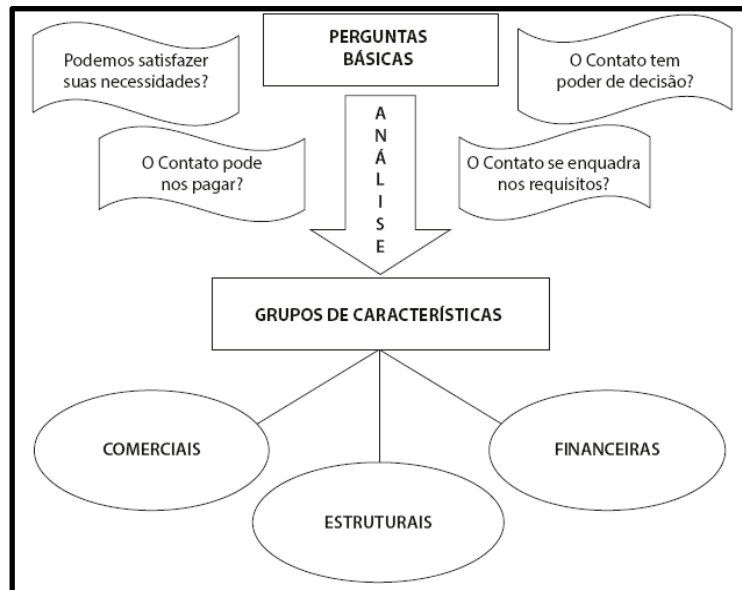 PERGUNTAS
BÁSICAS
Podemos satisfazer
suas necessidades?
O Contato tem
poder de decisão?
O Contato pode
nos pagar?
O Contato se enquadra
nos requisitos?
A
N
Á
L
I
S
E
GRUPOS DE CARACTERÍSTICAS
COMERCIAIS
FINANCEIRAS
ESTRUTURAIS